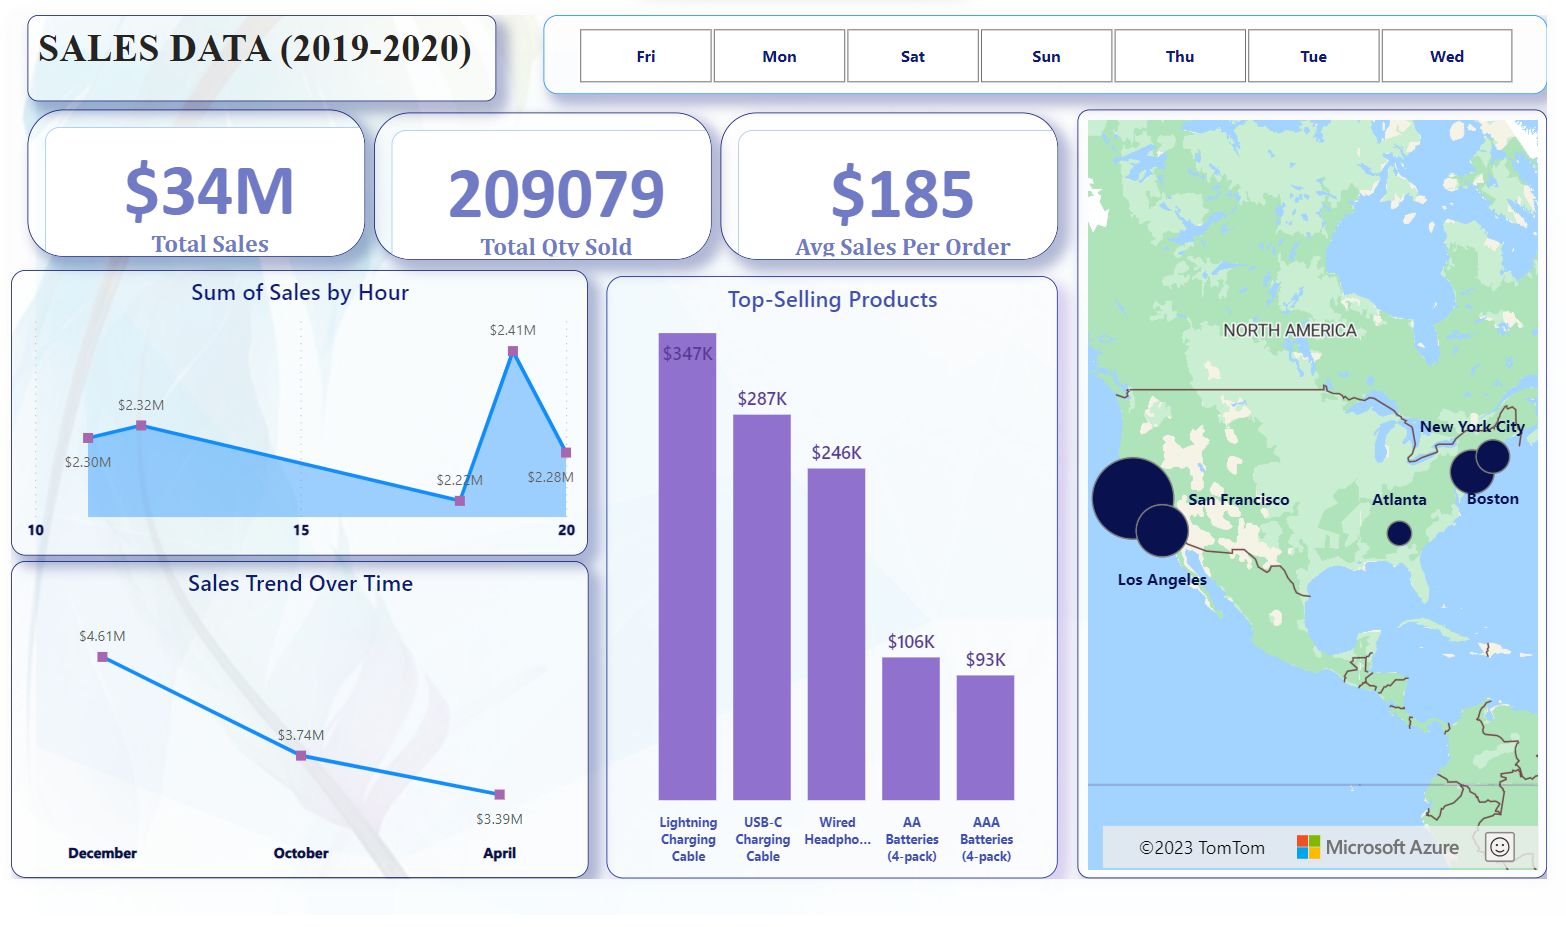 SALES DATA (2019-2020)
Fri
Mon
Sat
Sun
Thu
Tue
Wed
$34M
Total Sales
209079
Total Qty Sold
$185
Avg Sales Per Order
Sum of Sales by Hour
$2.41M
$2.32M
$2.30M
$2.22M
$2.28M
10
15
20
Sales Trend Over Time
$4.61M
$3.74M
$3.39M
December
October
April
Top-Selling Products
$347K
$287K
$246K
$106K
$93K
Lightning
Charging
Cable
USB-C
Charging
Cable
Wired
Headpho...
AA
Batteries
(4-pack)
AAA
Batteries
(4-pack)
NORTH AMERICA
New York City
San Francisco
Atlanta
Boston
Los Angeles
©2023 TomTom
Microsoft Azure